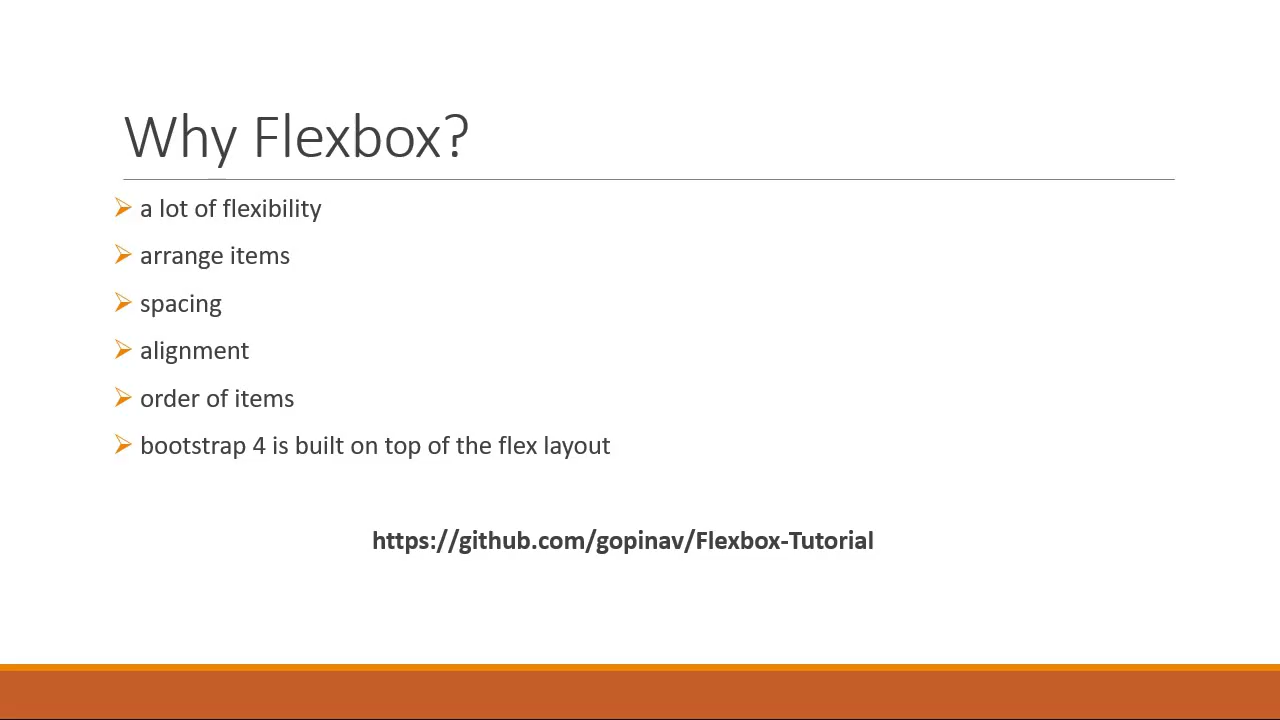 Why Flexbox?
a lot of flexibility
arrange items
spacing
alignment
order of items
bootstrap 4 is built on top of the flex layout
https://github.com/gopinav/Flexbox-Tutorial